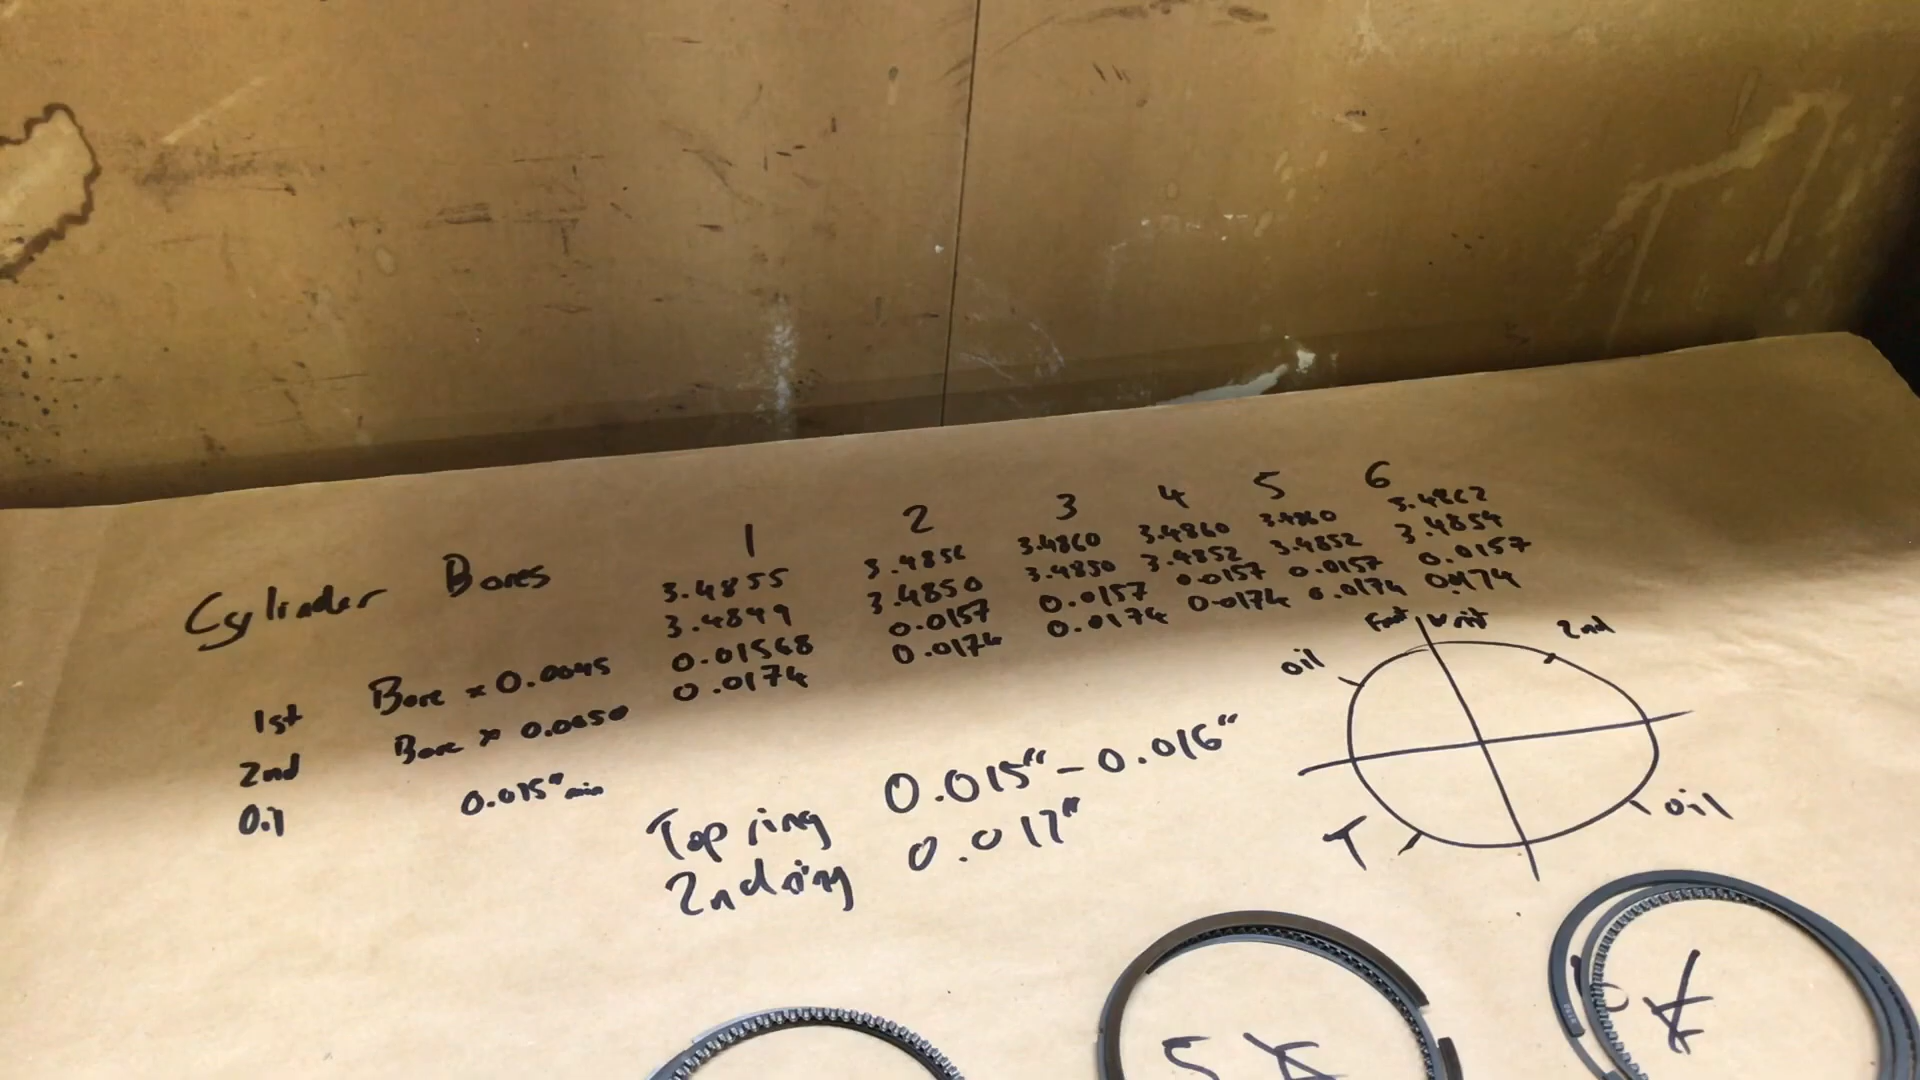 Cylinder Bores
1 2 3 4 5 6
3.4855 3.4856 3.4860 3.4860 3.4860 3.4862
3.4849 3.4850 3.4850 3.4852 3.4852 3.4854
1st Bore × 0.0045 0.01568 0.0157 0.0157 0.0157 0.0157 0.0157
2nd Bore × 0.0050 0.0174 0.0174 0.0174 0.0174 0.0174 0.0174
Oil 0.015" min
Top ring 0.015" - 0.016"
2nd ring 0.017"
oil
2nd
T
oil
5